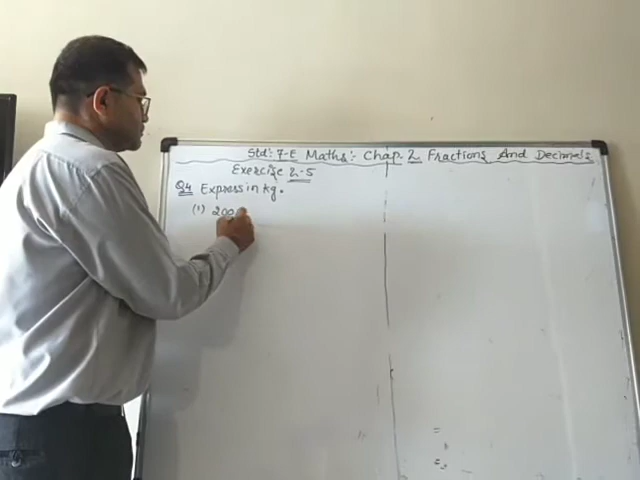 Std: 7-E Maths:- Chap. 2 Fractions And Decimals
Exercise 2.5
Q4 Express in kg.
(i) 200